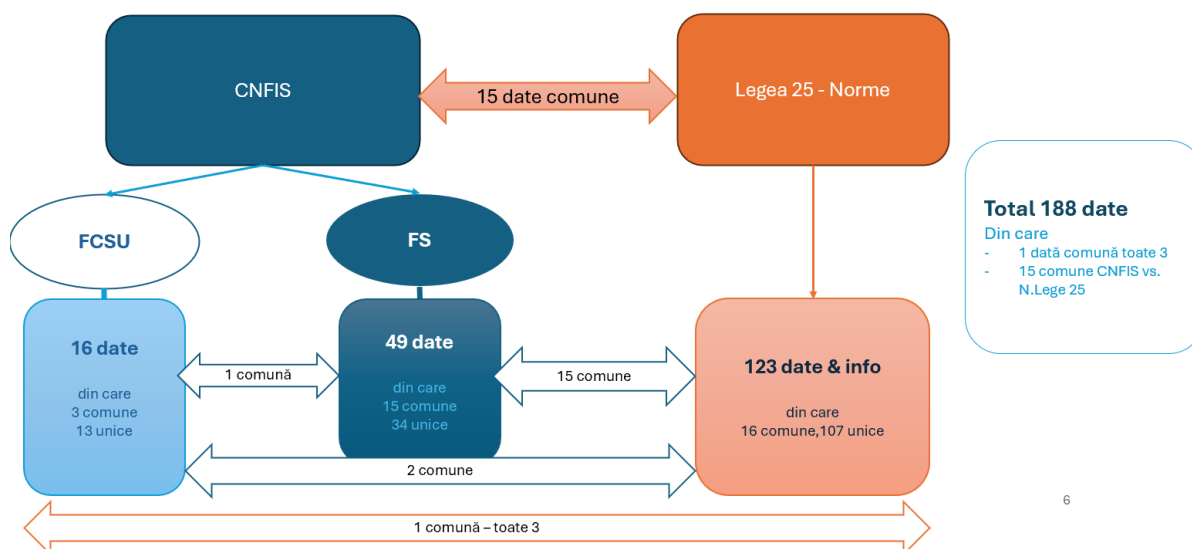 CNFIS
15 date comune
Legea 25 - Norme
FCSU
FS
Total 188 date
Din care
- 1 dată comună toate 3
- 15 comune CNFIS vs.
N.Lege 25
16 date
din care
3 comune
13 unice
1 comună
49 date
din care
15 comune
34 unice
15 comune
123 date & info
din care
16 comune,107 unice
2 comune
1 comună – toate 3
6